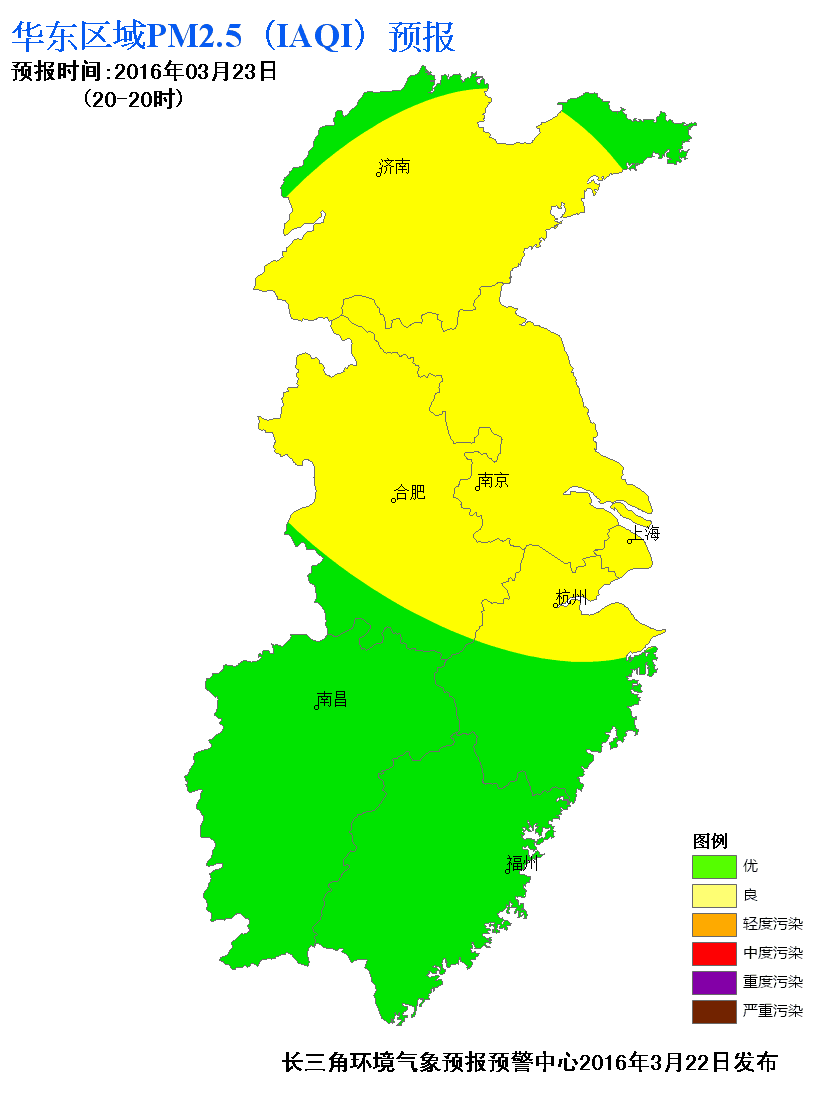 华东区域PM2.5（IAQI）预报
预报时间:2016年03月23日
(20-20时)
济南
合肥
南京
上海
杭州
南昌
福州
图例
优
良
轻度污染
中度污染
重度污染
严重污染
长三角环境气象预报预警中心2016年3月22日发布